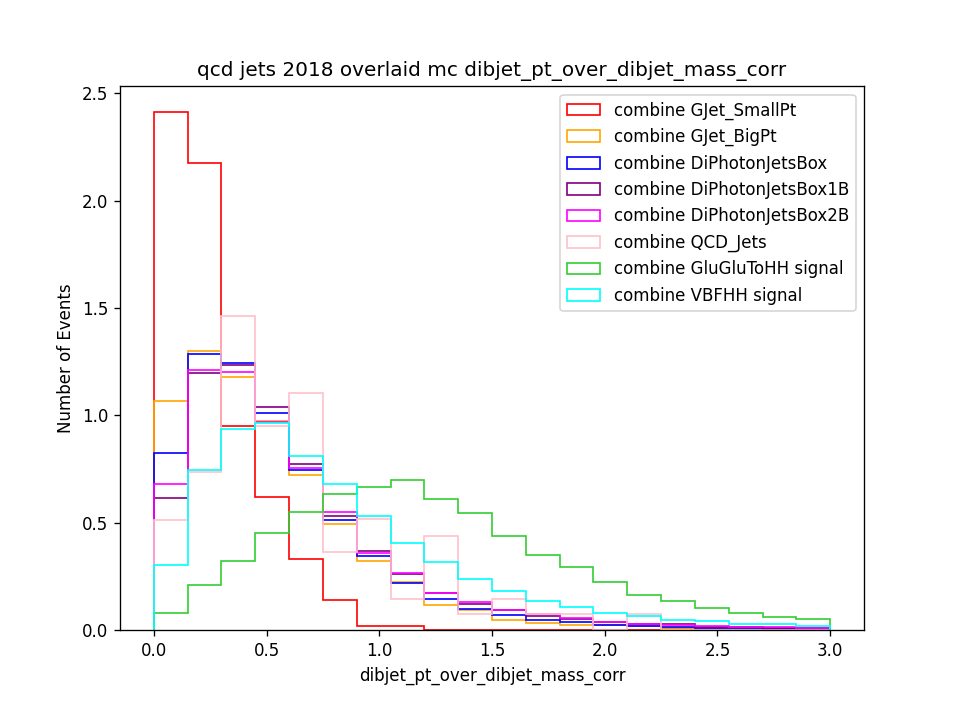 qcd jets 2018 overlaid mc dibjet_pt_over_dibjet_mass_corr
combine GJet_SmallPt
combine GJet_BigPt
combine DiPhotonJetsBox
combine DiPhotonJetsBox1B
combine DiPhotonJetsBox2B
combine QCD_Jets
combine GluGluToHH signal
combine VBFHH signal
Number of Events
2.5
2.0
1.5
1.0
0.5
0.0
0.0 0.5 1.0 1.5 2.0 2.5 3.0
dibjet_pt_over_dibjet_mass_corr